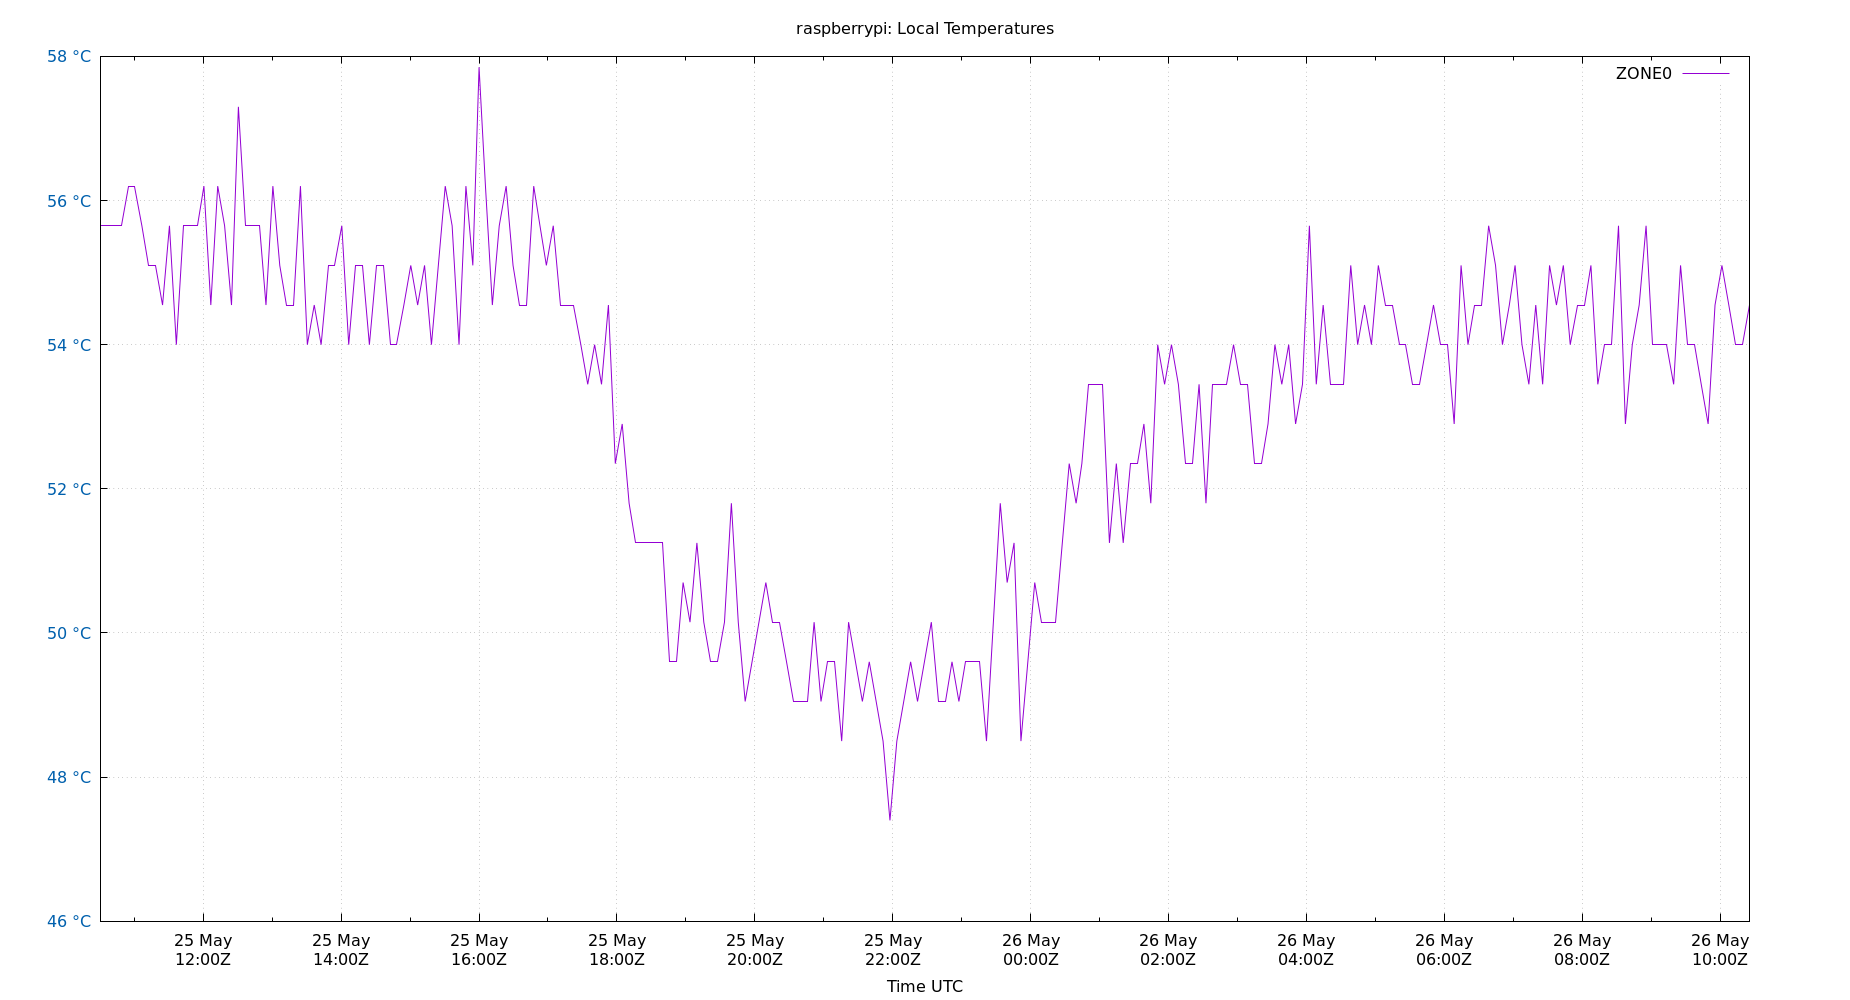 raspberrypi: Local Temperatures
ZONE0
58 °C
56 °C
54 °C
52 °C
50 °C
48 °C
46 °C
25 May 25 May 25 May 25 May 25 May 25 May 26 May 26 May 26 May 26 May 26 May 26 May
12:00Z 14:00Z 16:00Z 18:00Z 20:00Z 22:00Z 00:00Z 02:00Z 04:00Z 06:00Z 08:00Z 10:00Z
Time UTC